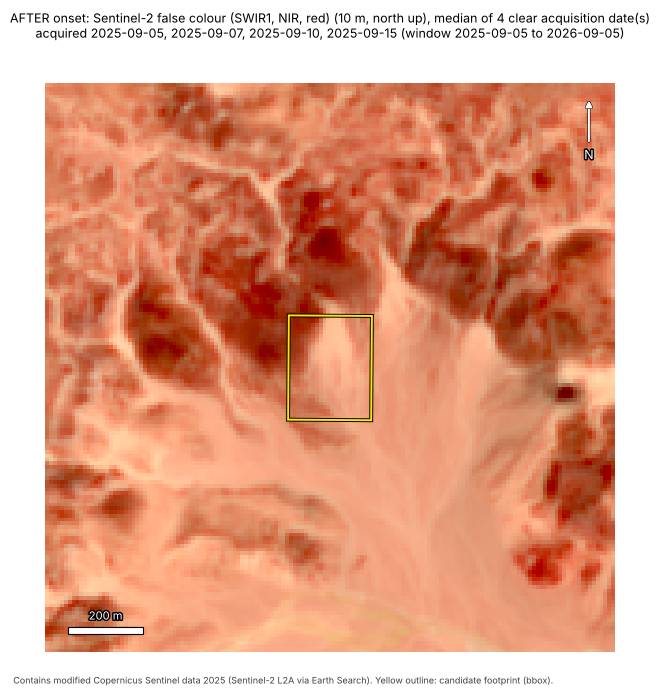 AFTER onset: Sentinel-2 false colour (SWIR1, NIR, red) (10 m, north up), median of 4 clear acquisition date(s)
acquired 2025-09-05, 2025-09-07, 2025-09-10, 2025-09-15 (window 2025-09-05 to 2026-09-05)
N
200 m
Contains modified Copernicus Sentinel data 2025 (Sentinel-2 L2A via Earth Search). Yellow outline: candidate footprint (bbox).